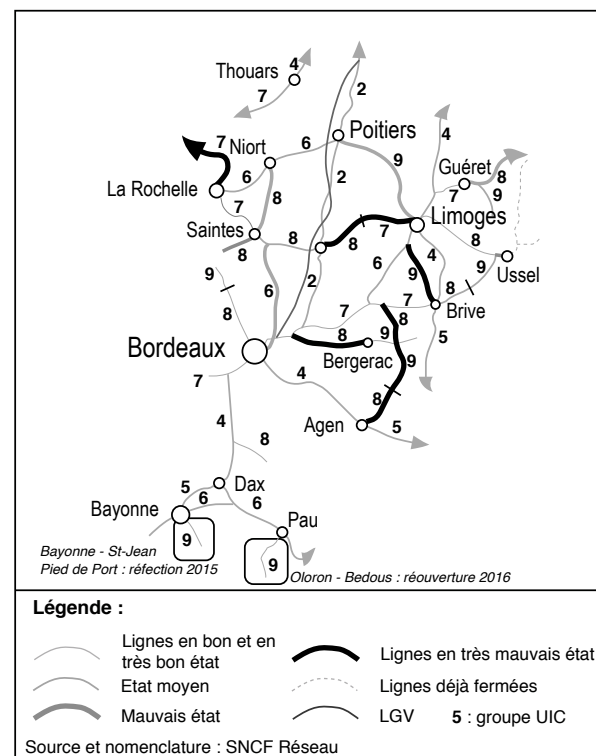 Thouars
4
7
2
7
Niort
6
Poitiers
4
9
Guéret
8
La Rochelle
6
2
7
9
7
8
Limoges
Saintes
8
8
7
8
4
8
9
Ussel
9
6
2
6
9
8
8
7
7
Brive
8
8
9
5
Bordeaux
Bergerac
9
7
4
8
Agen
5
4
8
Dax
5
6
6
Bayonne
Pau
9
9
Bayonne - St-Jean
Pied de Port : réfection 2015
Oloron - Bedous : réouverture 2016
Légende :
Lignes en bon et en
très bon état
Lignes en très mauvais état
Etat moyen
Lignes déjà fermées
Mauvais état
LGV
5 : groupe UIC
Source et nomenclature : SNCF Réseau